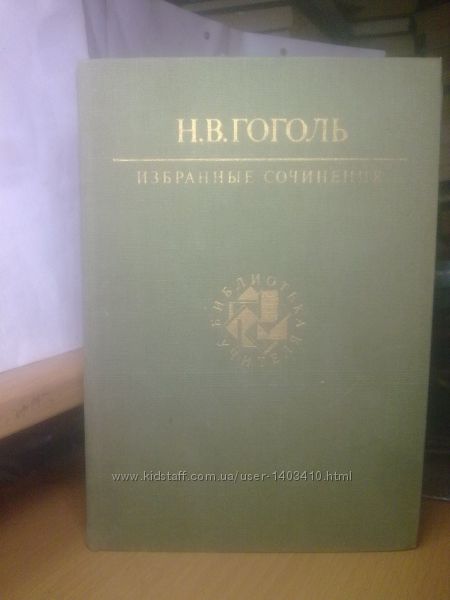 Н.В.ГОГОЛЬ
ИЗБРАННЫЕ СОЧИНЕНИЯ
БИБЛИОТЕКА УЧИТЕЛЯ
www.kidstaff.com.ua/user-1403410.html